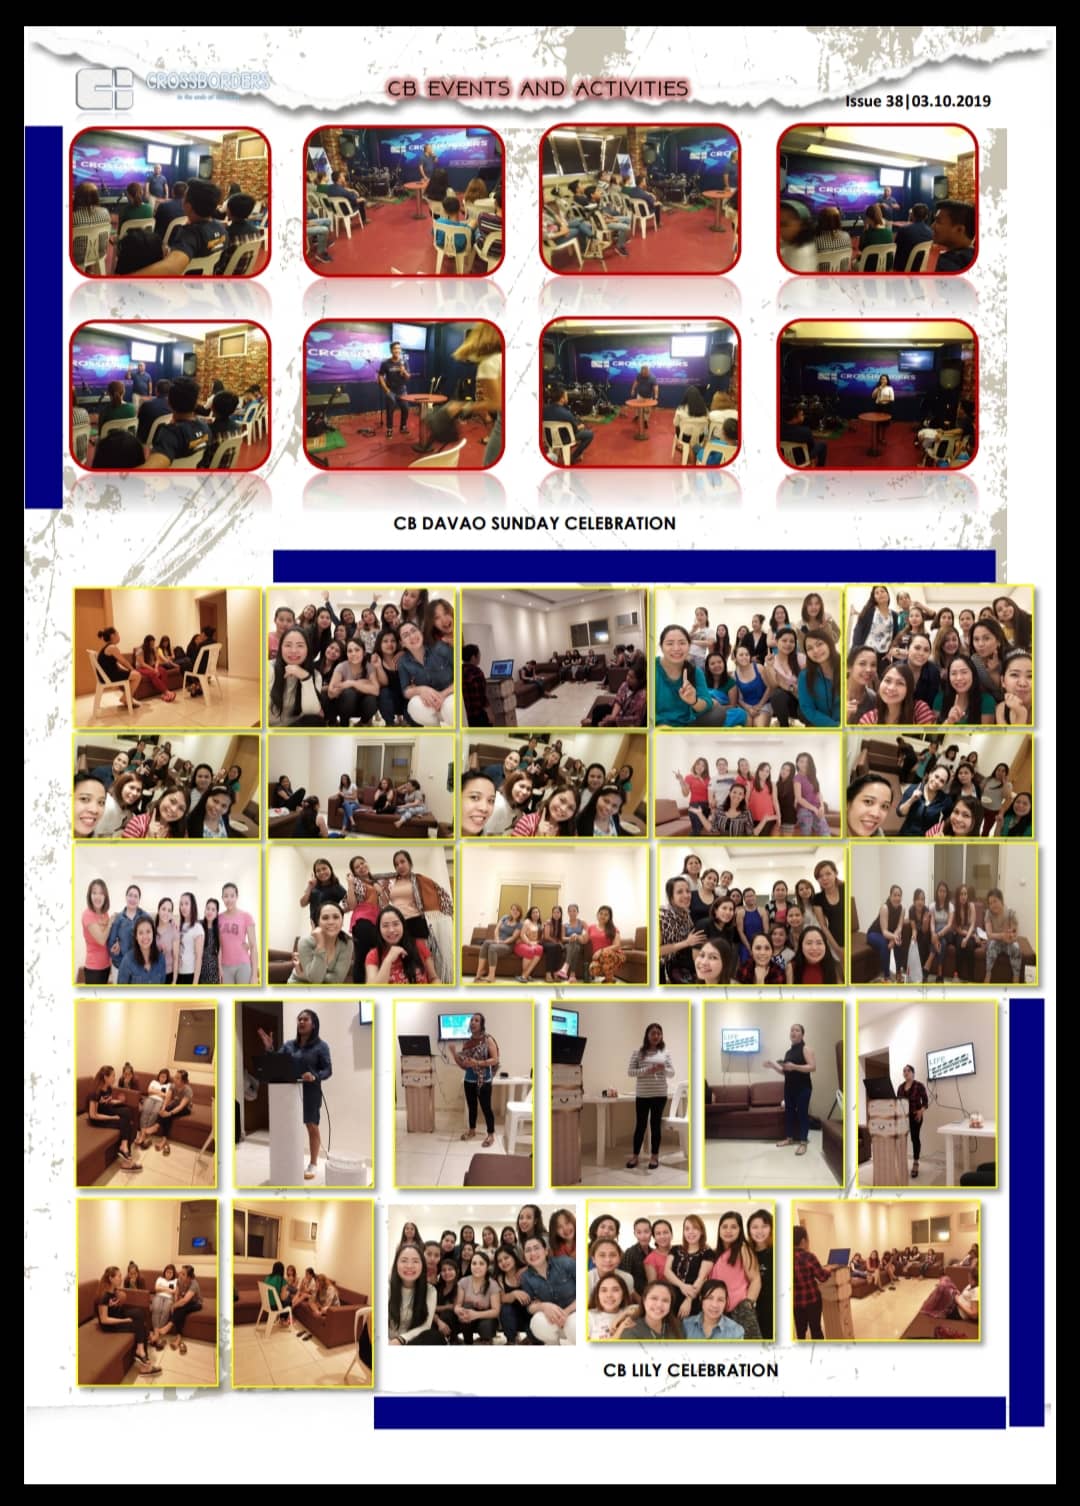 CROSSBORDERS
CB EVENTS AND ACTIVITIES
Issue 38|03.10.2019
CB DAVAO SUNDAY CELEBRATION
CB LILY CELEBRATION